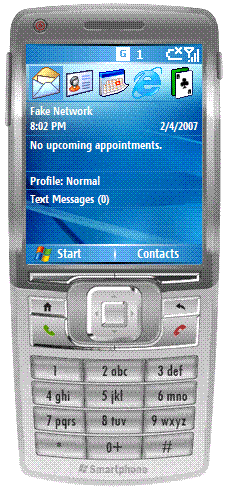 G 1
Fake Network
8:02 PM 2/4/2007
No upcoming appointments.
Profile: Normal
Text Messages (0)
Start Contacts
1 2 abc 3 def
4 ghi 5 jkl 6 mno
7 pqrs 8 tuv 9 wxyz
* 0+ #
Smartphone